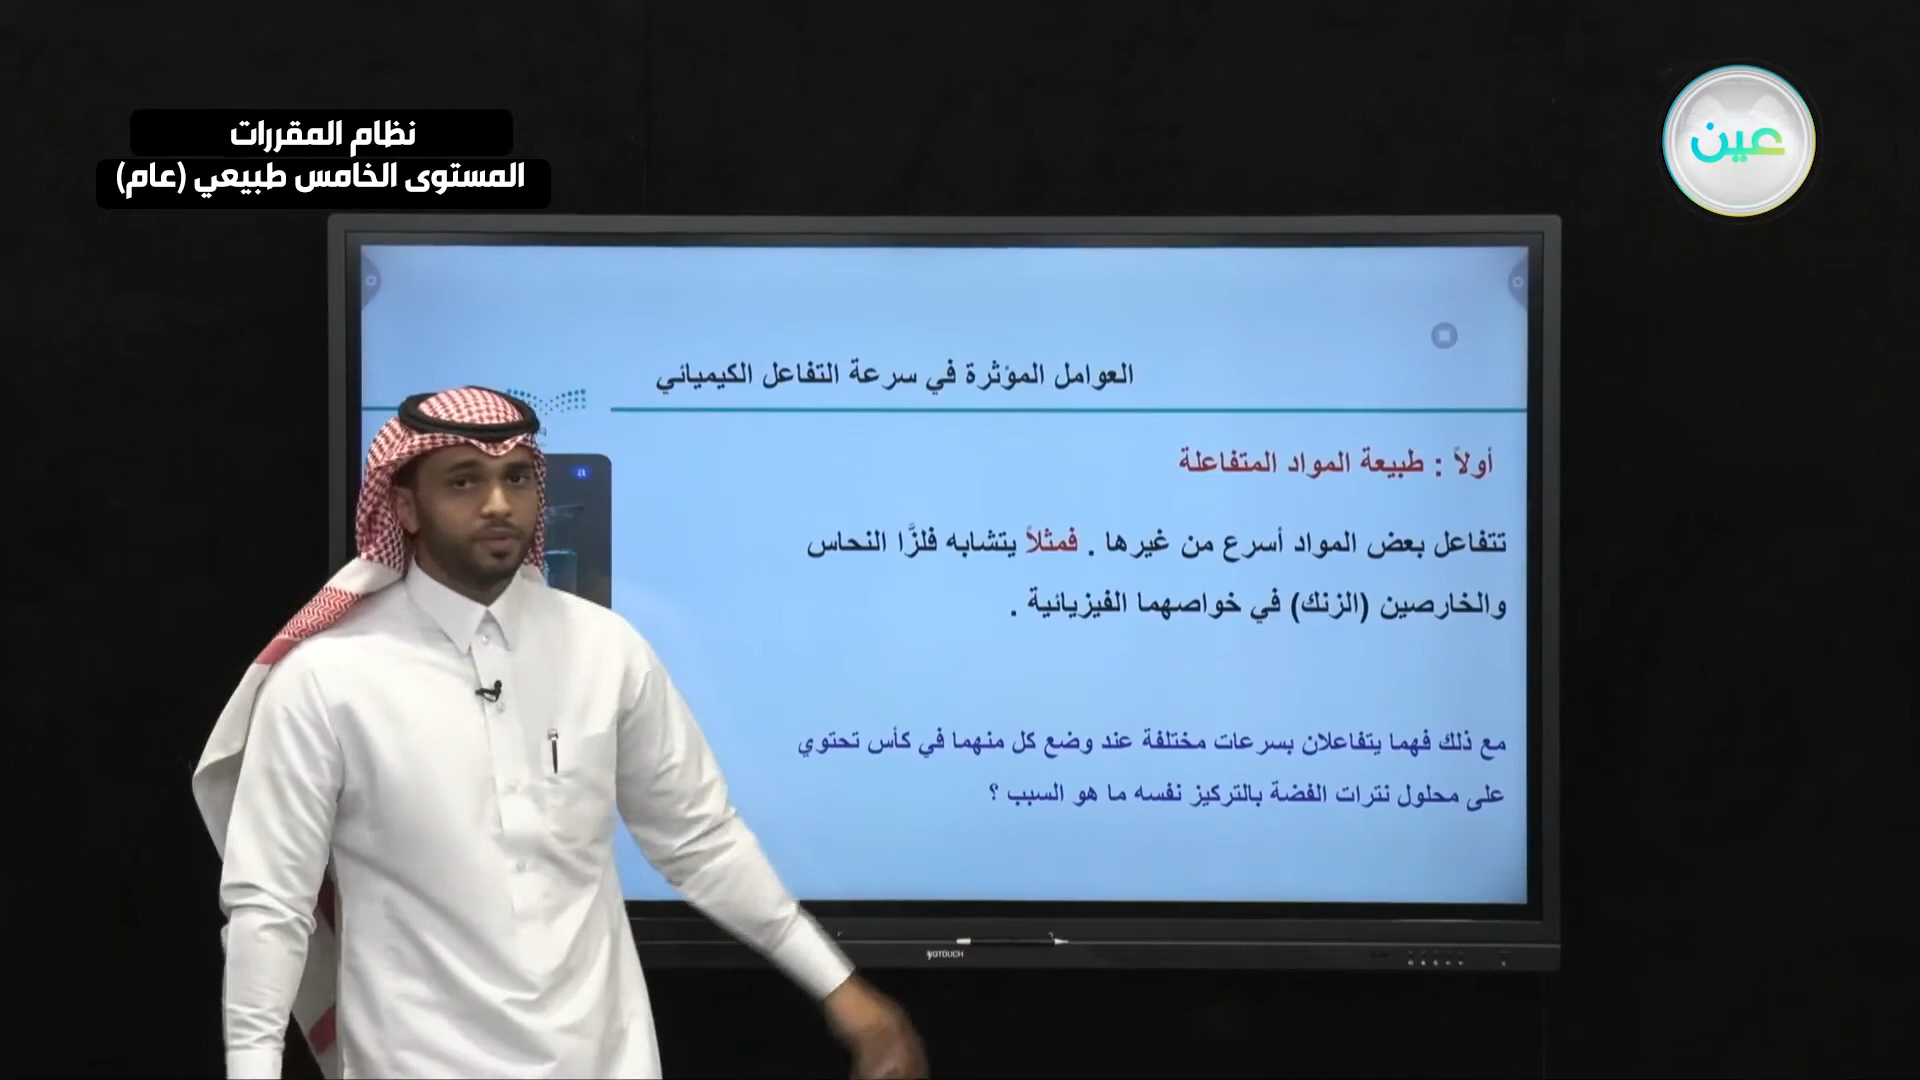 نظام المقررات
المستوى الخامس طبيعي (عام)
عين
العوامل المؤثرة في سرعة التفاعل الكيميائي
أولاً : طبيعة المواد المتفاعلة
تتفاعل بعض المواد أسرع من غيرها . فمثلاً يتشابه فلزَّا النحاس
والخارصين (الزنك) في خواصهما الفيزيائية .
مع ذلك فهما يتفاعلان بسرعات مختلفة عند وضع كل منهما في كأس تحتوي
على محلول نترات الفضة بالتركيز نفسه ما هو السبب ؟
a
YOTOUCH